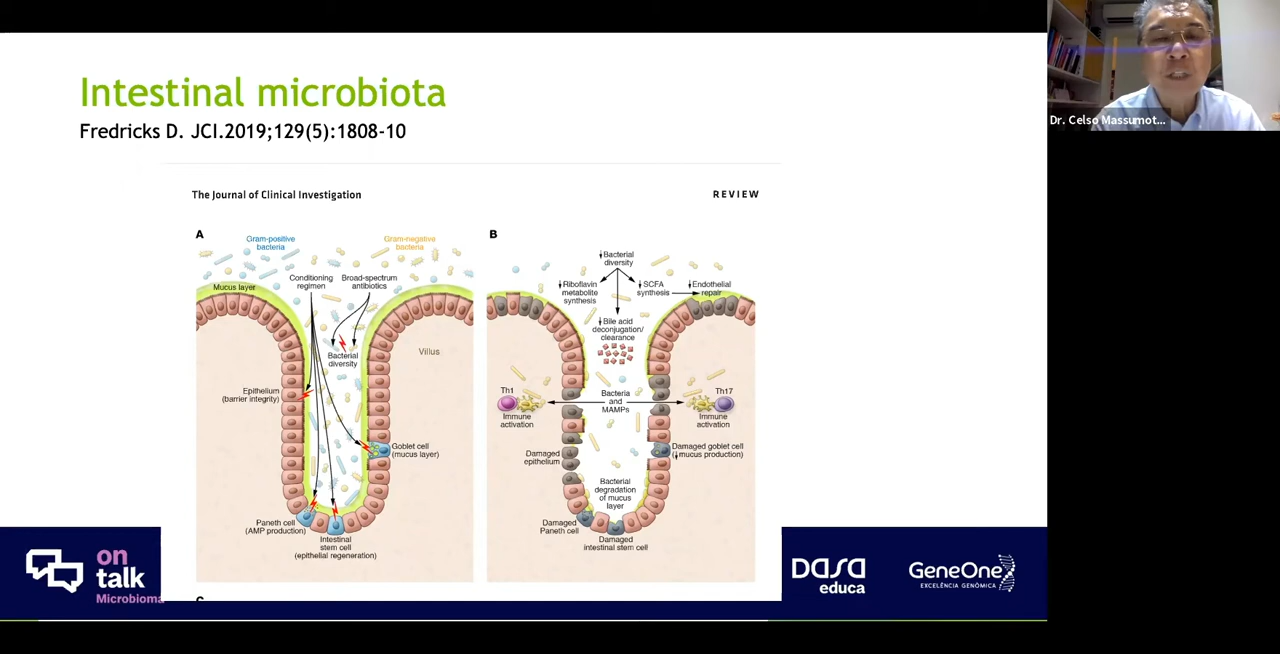 Intestinal microbiota
Fredricks D. JCI.2019;129(5):1808-10
Dr. Celso Massumot...
The Journal of Clinical Investigation
REVIEW
A
Gram-positive
bacteria
Gram-negative
bacteria
Conditioning
regimen
Broad-spectrum
antibiotics
Mucus layer
Bacterial
diversity
Villus
Epithelium
(barrier integrity)
Goblet cell
(mucus layer)
Paneth cell
(AMP production)
Intestinal
stem cell
(epithelial regeneration)
B
↓Bacterial
diversity
↓Riboflavin
metabolite
synthesis
↓SCFA
synthesis
↓Endothelial
repair
↓Bile acid
deconjugation/
clearance
Th1
Immune
activation
Bacteria
and
MAMPs
Th17
Immune
activation
Damaged
epithelium
Damaged goblet cell
(↓mucus production)
Bacterial
degradation
of mucus
layer
Damaged
Paneth cell
Damaged
intestinal stem cell
on
talk
Microbioma
DASA
educa
GeneOne
EXCELÊNCIA GENÔMICA